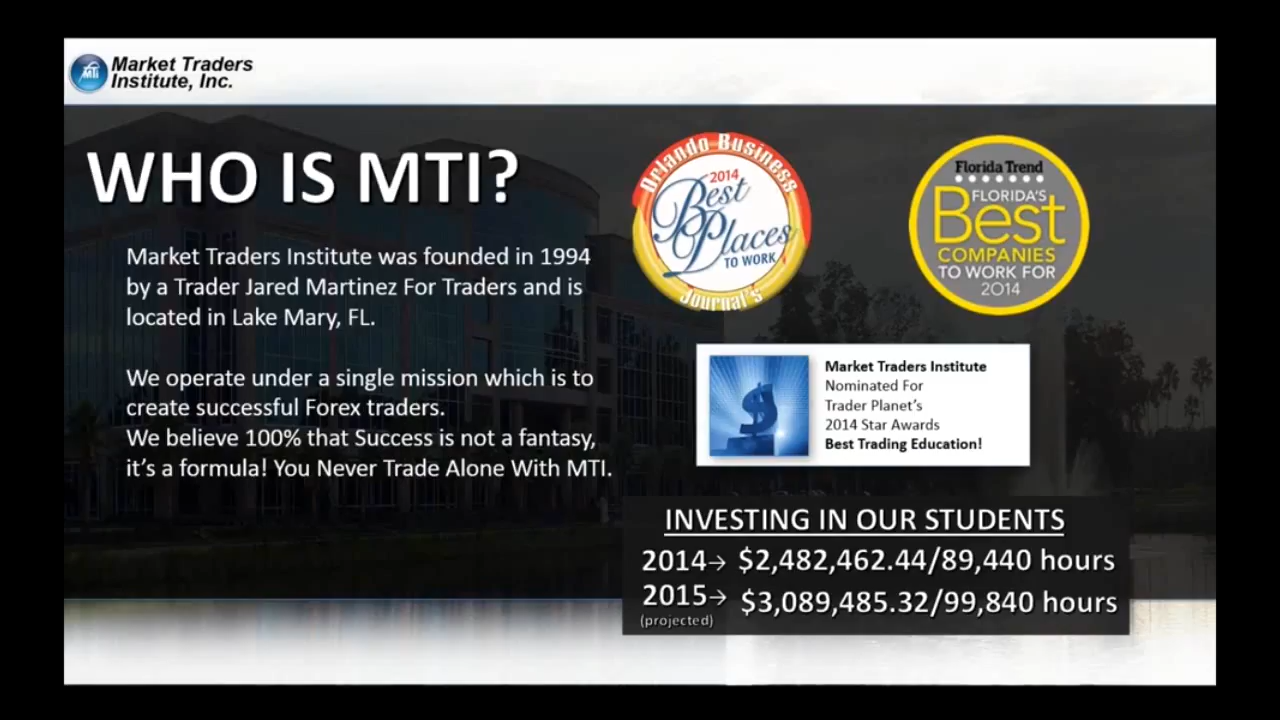 Market Traders
Institute, Inc.
WHO IS MTI?
Market Traders Institute was founded in 1994
by a Trader Jared Martinez For Traders and is
located in Lake Mary, FL.
We operate under a single mission which is to
create successful Forex traders.
We believe 100% that Success is not a fantasy,
it's a formula! You Never Trade Alone With MTI.
Orlando Business
2014
Best
Places
TO WORK
Journal's
Florida Trend
FLORIDA'S
Best
COMPANIES
TO WORK FOR
2014
Market Traders Institute
Nominated For
Trader Planet's
2014 Star Awards
Best Trading Education!
INVESTING IN OUR STUDENTS
2014→ $2,482,462.44/89,440 hours
2015→ $3,089,485.32/99,840 hours
(projected)